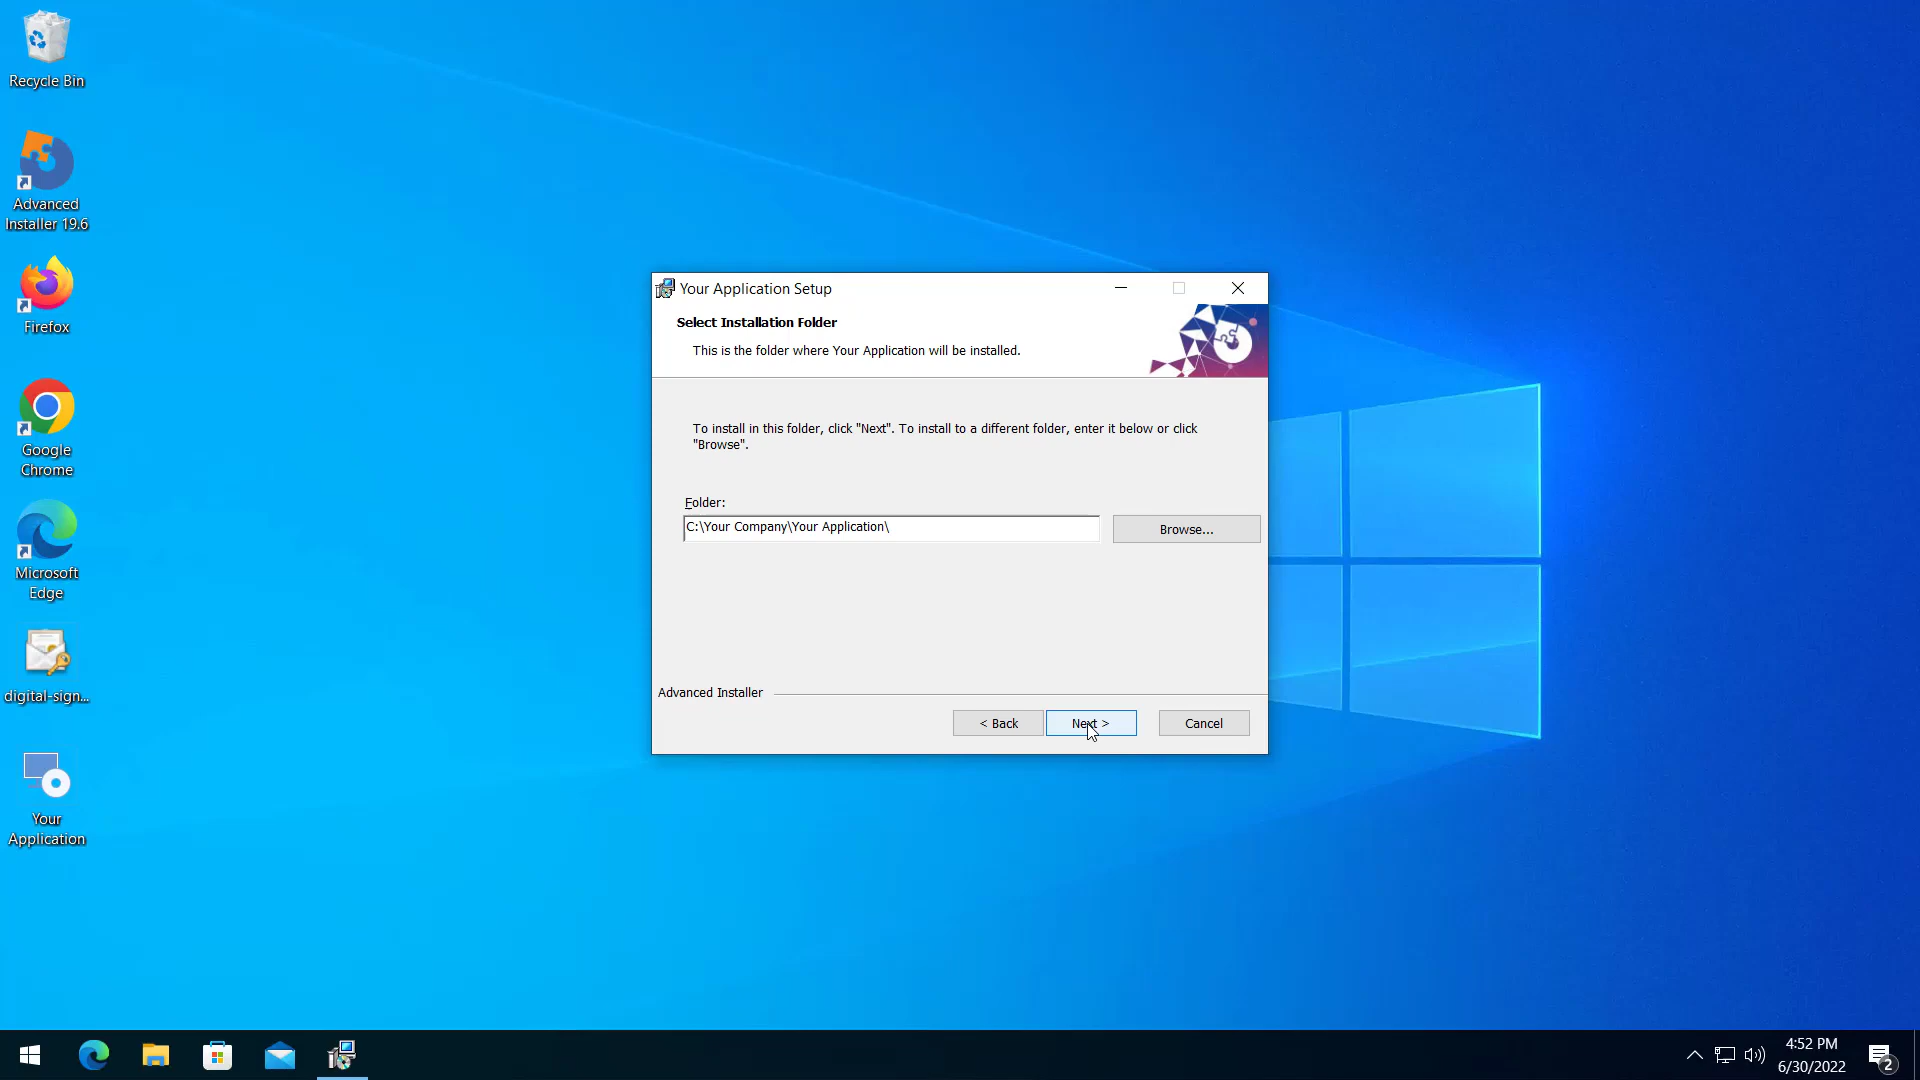 Recycle Bin
Advanced
Installer 19.6
Firefox
Google
Chrome
Microsoft
Edge
digital-sign...
Your
Application
Your Application Setup
Select Installation Folder
This is the folder where Your Application will be installed.
To install in this folder, click "Next". To install to a different folder, enter it below or click
"Browse".
Folder:
C:\Your Company\Your Application\
Browse...
Advanced Installer
< Back
Next >
Cancel
4:52 PM
6/30/2022
2